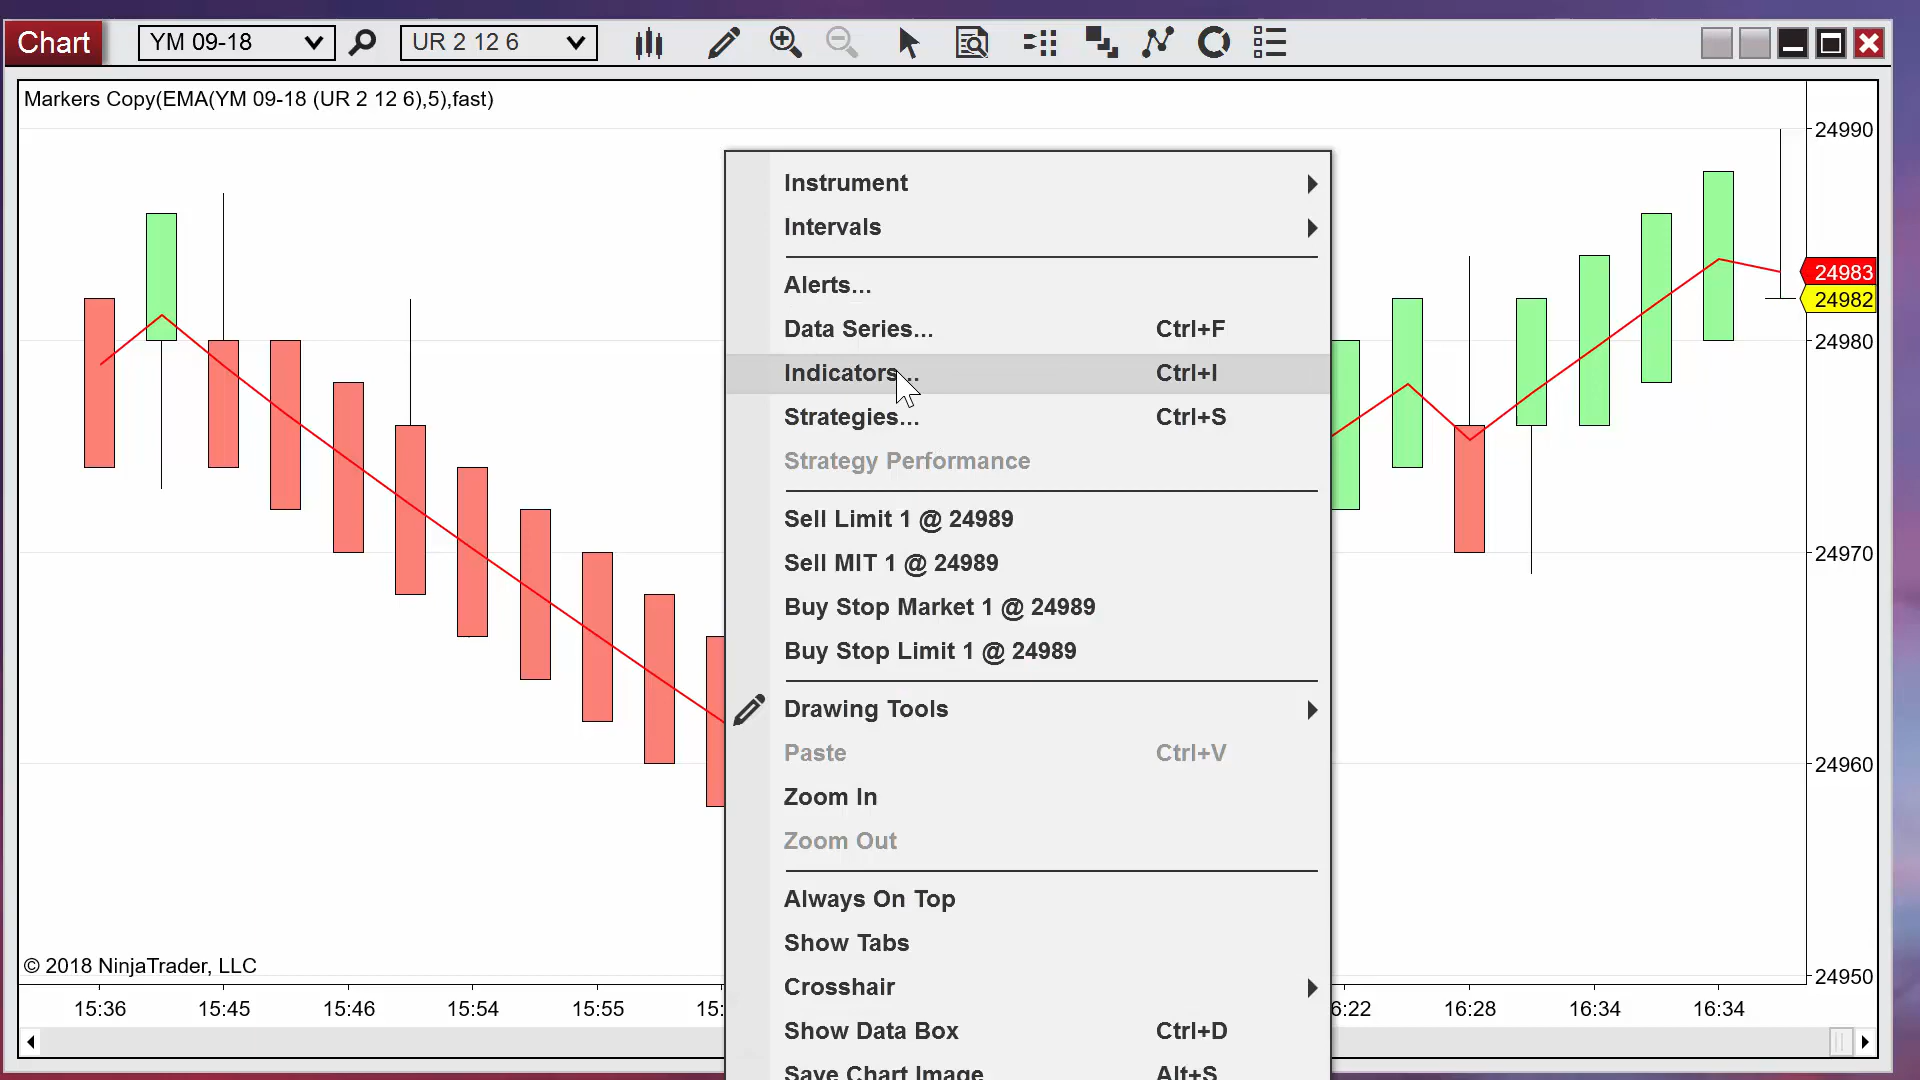 Chart
YM 09-18
UR 2 12 6
Markers Copy(EMA(YM 09-18 (UR 2 12 6),5),fast)
Instrument
Intervals
Alerts...
Data Series... Ctrl+F
Indicators... Ctrl+I
Strategies... Ctrl+S
Strategy Performance
Sell Limit 1 @ 24989
Sell MIT 1 @ 24989
Buy Stop Market 1 @ 24989
Buy Stop Limit 1 @ 24989
Drawing Tools
Paste Ctrl+V
Zoom In
Zoom Out
Always On Top
Show Tabs
Crosshair
Show Data Box Ctrl+D
Save Chart Image Alt+S
24990
24983
24982
24980
24970
24960
24950
© 2018 NinjaTrader, LLC
15:36 15:45 15:46 15:54 15:55 15: 6:22 16:28 16:34 16:34